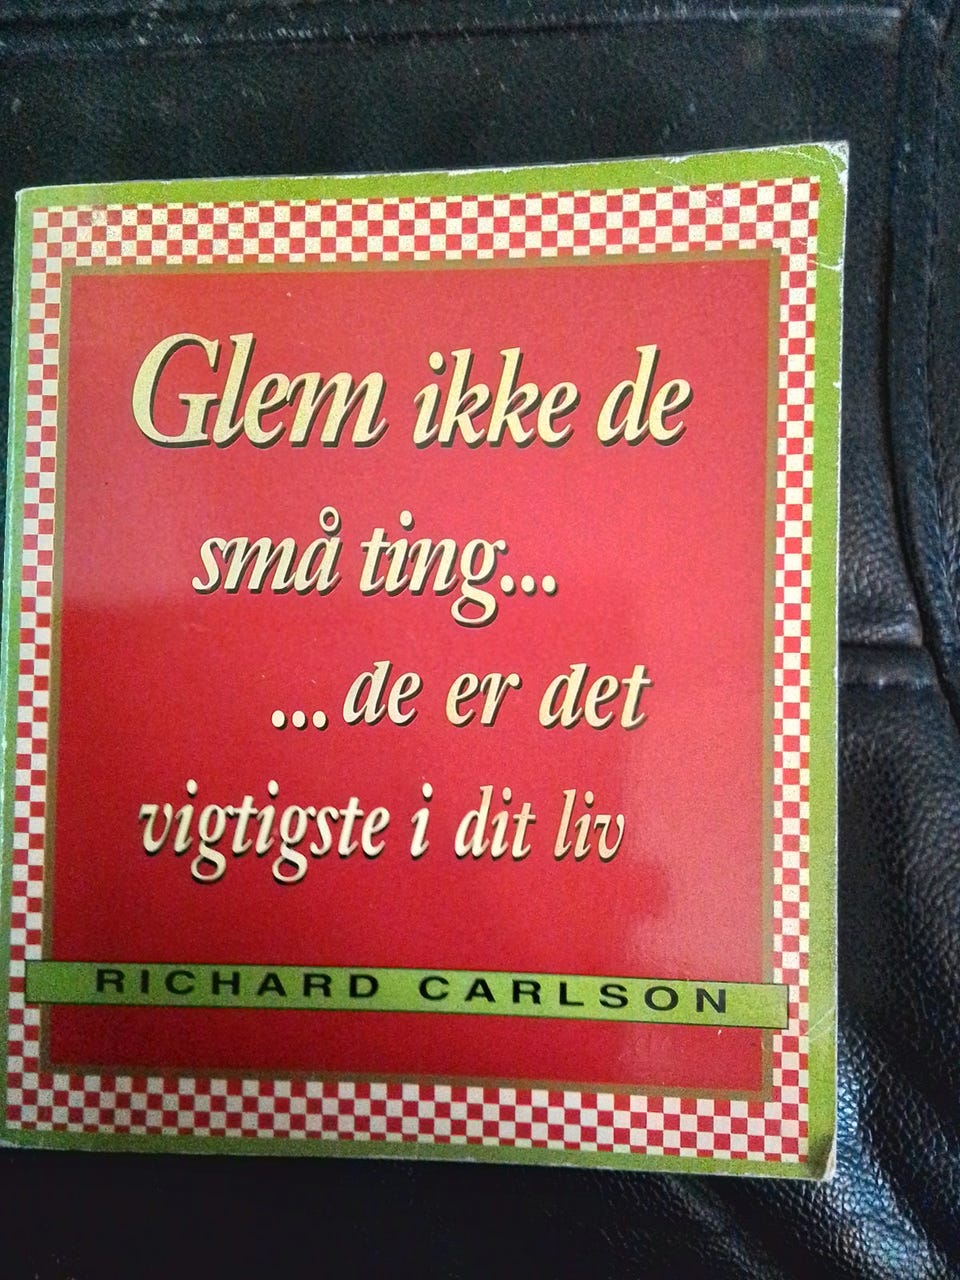 Glem ikke de
små ting...
...de er det
vigtigste i dit liv
RICHARD CARLSON